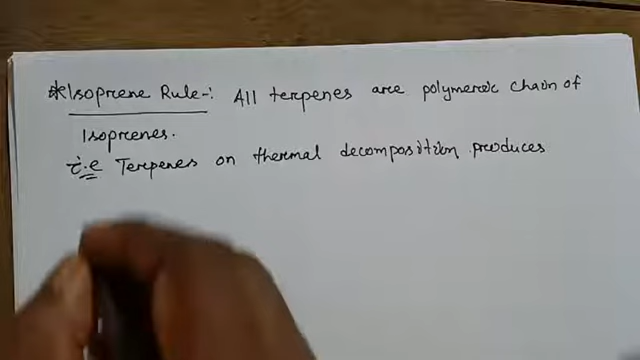 *Isoprene Rule-: All terpenes are polymeric chain of
Isoprenes.
i.e Terpenes on thermal decomposition produces